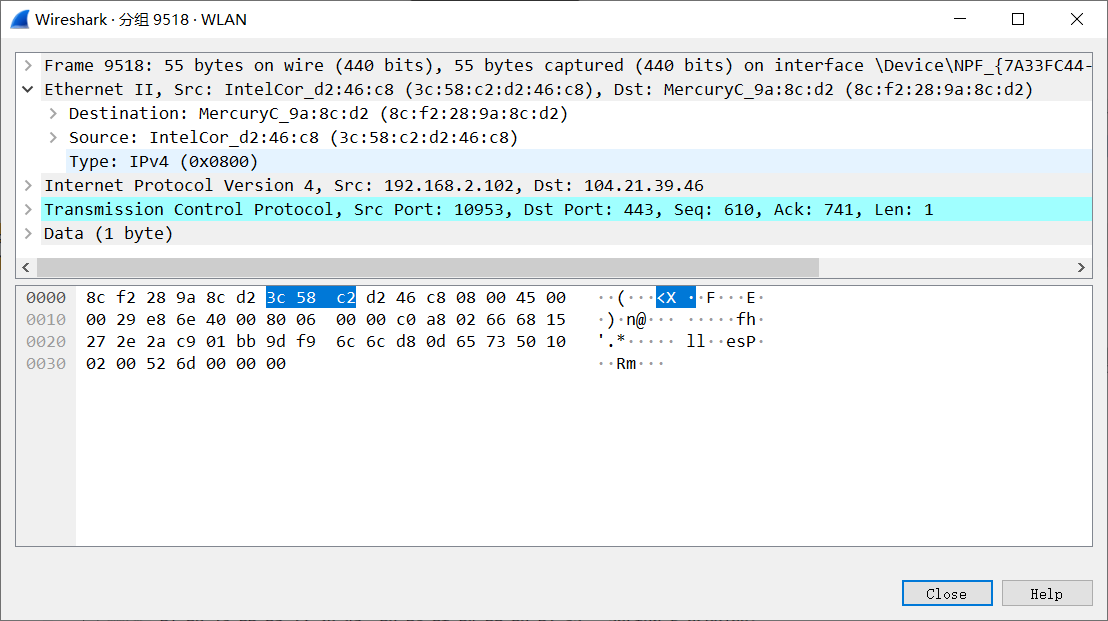 Wireshark · 分组 9518 · WLAN
Frame 9518: 55 bytes on wire (440 bits), 55 bytes captured (440 bits) on interface \Device\NPF_{7A33FC44-
Ethernet II, Src: IntelCor_d2:46:c8 (3c:58:c2:d2:46:c8), Dst: MercuryC_9a:8c:d2 (8c:f2:28:9a:8c:d2)
Destination: MercuryC_9a:8c:d2 (8c:f2:28:9a:8c:d2)
Source: IntelCor_d2:46:c8 (3c:58:c2:d2:46:c8)
Type: IPv4 (0x0800)
Internet Protocol Version 4, Src: 192.168.2.102, Dst: 104.21.39.46
Transmission Control Protocol, Src Port: 10953, Dst Port: 443, Seq: 610, Ack: 741, Len: 1
Data (1 byte)
0000 8c f2 28 9a 8c d2 3c 58 c2 d2 46 c8 08 00 45 00 ··(···<X ··F···E·
0010 00 29 e8 6e 40 00 80 06 00 00 c0 a8 02 66 68 15 ·)·n@··· ·····fh·
0020 27 2e 2a c9 01 bb 9d f9 6c 6c d8 0d 65 73 50 10 '.*····· ll··esP·
0030 02 00 52 6d 00 00 00 ··Rm···
Close Help